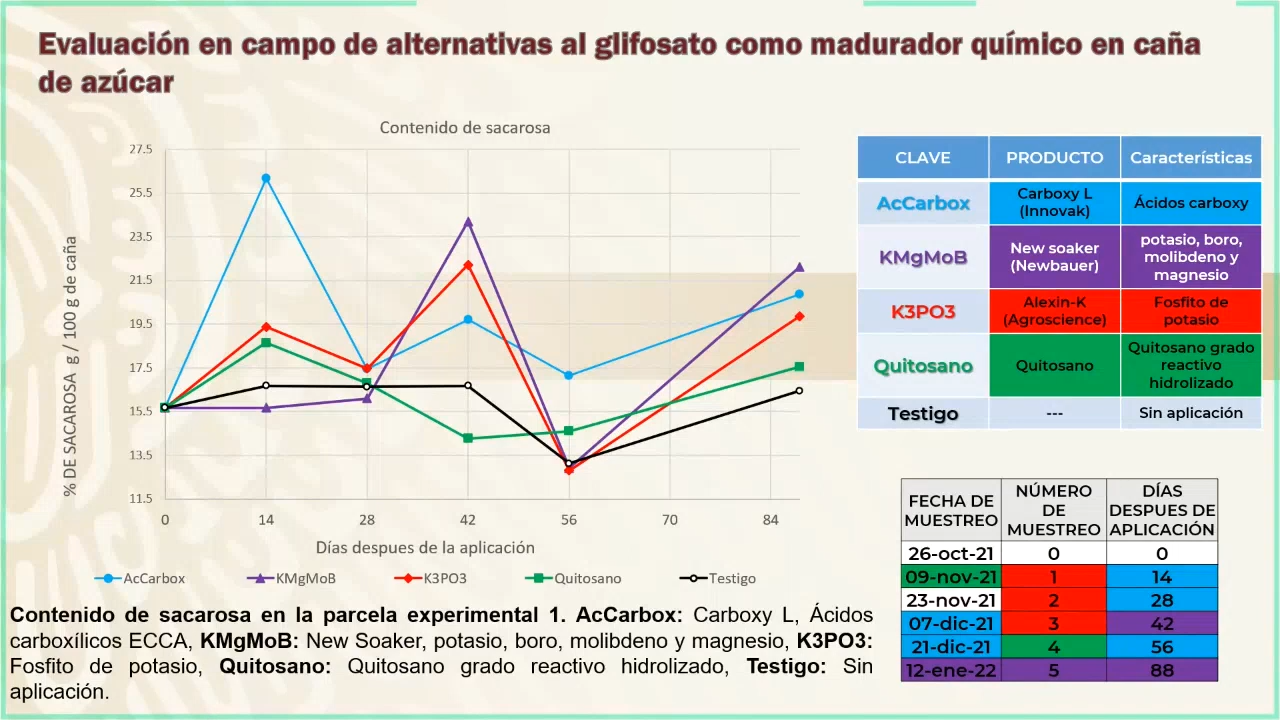 Evaluación en campo de alternativas al glifosato como madurador químico en caña
de azúcar
Contenido de sacarosa
27.5
25.5
23.5
21.5
19.5
17.5
15.5
13.5
11.5
% DE SACAROSA g / 100 g de caña
0 14 28 42 56 70 84
Días despues de la aplicación
AcCarbox KMgMoB K3PO3 Quitosano Testigo
CLAVE PRODUCTO Características
AcCarbox Carboxy L (Innovak) Ácidos carboxy
KMgMoB New soaker (Newbauer) potasio, boro, molibdeno y magnesio
K3PO3 Alexin-K (Agroscience) Fosfito de potasio
Quitosano Quitosano Quitosano grado reactivo hidrolizado
Testigo --- Sin aplicación
FECHA DE MUESTREO NÚMERO DE MUESTREO DÍAS DESPUES DE APLICACIÓN
26-oct-21 0 0
09-nov-21 1 14
23-nov-21 2 28
07-dic-21 3 42
21-dic-21 4 56
12-ene-22 5 88
Contenido de sacarosa en la parcela experimental 1. AcCarbox: Carboxy L, Ácidos
carboxílicos ECCA, KMgMoB: New Soaker, potasio, boro, molibdeno y magnesio, K3PO3:
Fosfito de potasio, Quitosano: Quitosano grado reactivo hidrolizado, Testigo: Sin
aplicación.